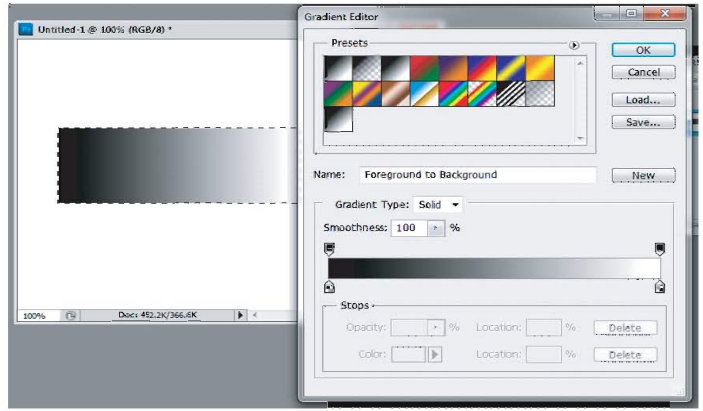 Gradient Editor
Untitled-1 @ 100% (RGB/8) *
Presets
OK
Cancel
Load...
Save...
Name: Foreground to Background
New
Gradient Type: Solid
Smoothness: 100 %
Stops
Opacity: % Location: % Delete
Color: Location: % Delete
100% Doc: 452.2K/366.6K